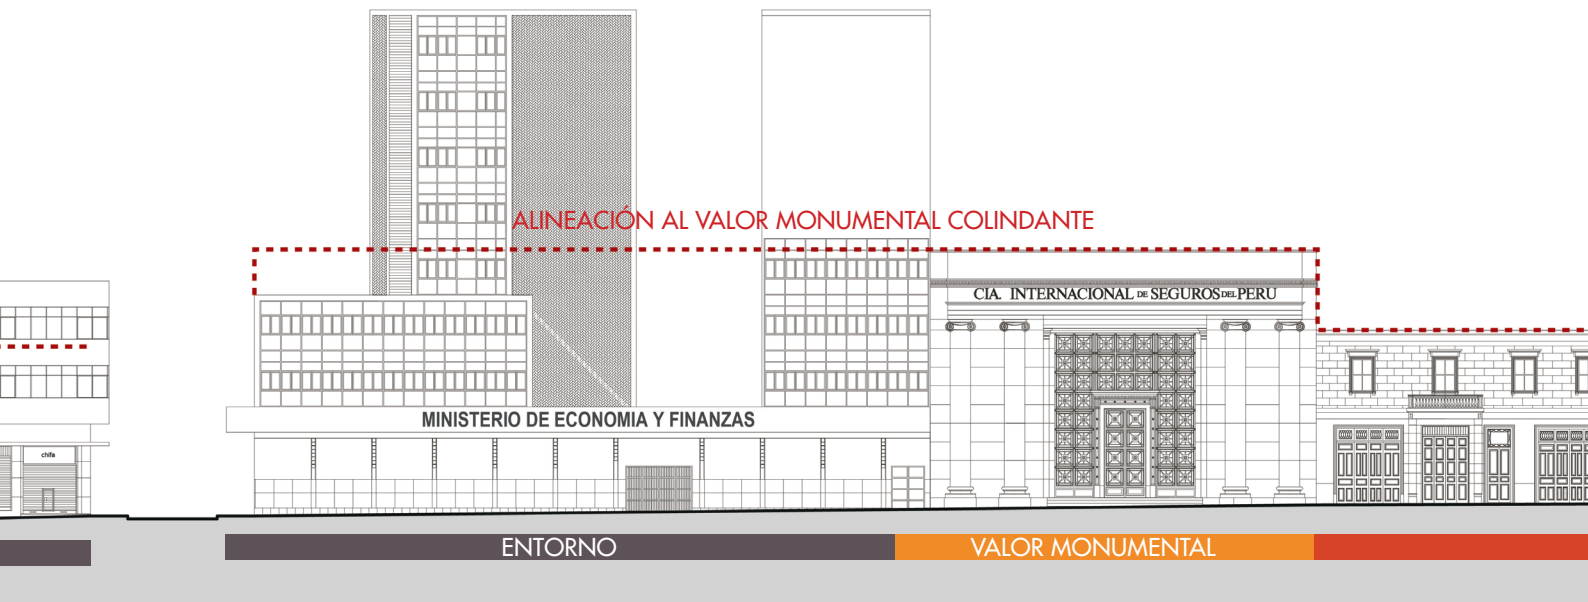 ALINEACIÓN AL VALOR MONUMENTAL COLINDANTE
CIA. INTERNACIONAL DE SEGUROS DEL PERU
MINISTERIO DE ECONOMIA Y FINANZAS
chifa
ENTORNO
VALOR MONUMENTAL